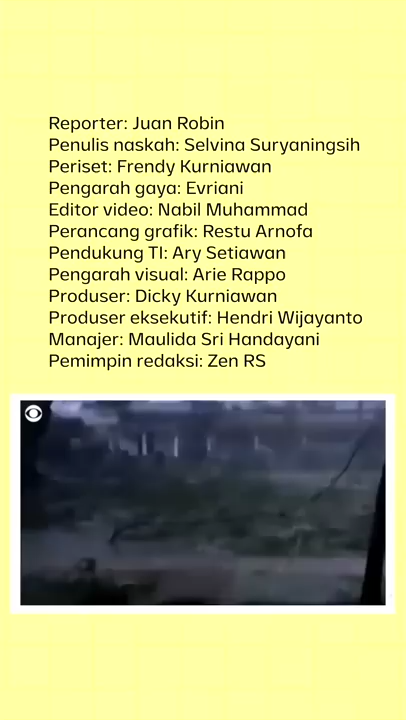 Reporter: Juan Robin
Penulis naskah: Selvina Suryaningsih
Periset: Frendy Kurniawan
Pengarah gaya: Evriani
Editor video: Nabil Muhammad
Perancang grafik: Restu Arnofa
Pendukung TI: Ary Setiawan
Pengarah visual: Arie Rappo
Produser: Dicky Kurniawan
Produser eksekutif: Hendri Wijayanto
Manajer: Maulida Sri Handayani
Pemimpin redaksi: Zen RS